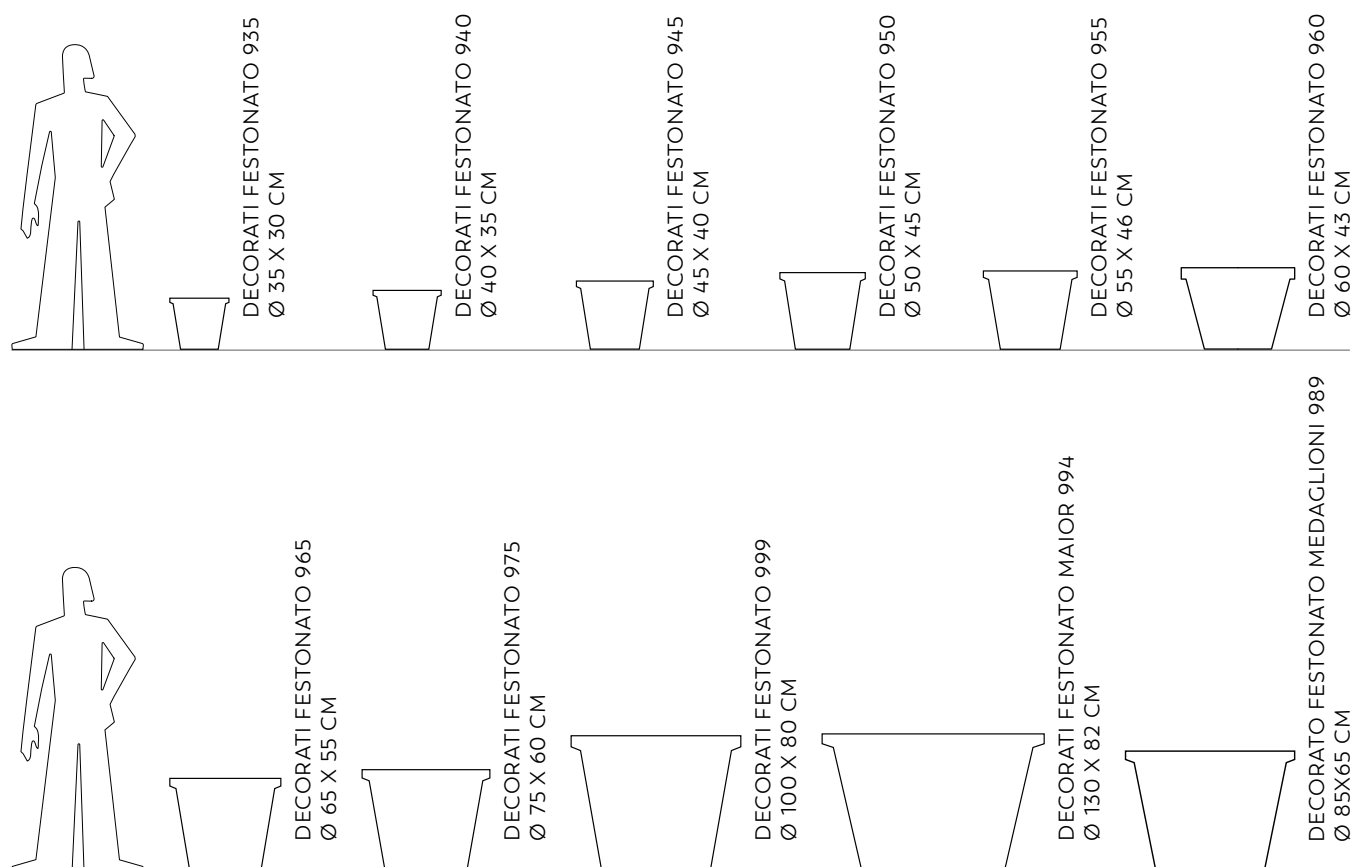 DECORATI FESTONATO 935
Ø 35 X 30 CM
DECORATI FESTONATO 940
Ø 40 X 35 CM
DECORATI FESTONATO 945
Ø 45 X 40 CM
DECORATI FESTONATO 950
Ø 50 X 45 CM
DECORATI FESTONATO 955
Ø 55 X 46 CM
DECORATI FESTONATO 960
Ø 60 X 43 CM
DECORATI FESTONATO 965
Ø 65 X 55 CM
DECORATI FESTONATO 975
Ø 75 X 60 CM
DECORATI FESTONATO 999
Ø 100 X 80 CM
DECORATI FESTONATO MAIOR 994
Ø 130 X 82 CM
DECORATO FESTONATO MEDAGLIONI 989
Ø 85X65 CM